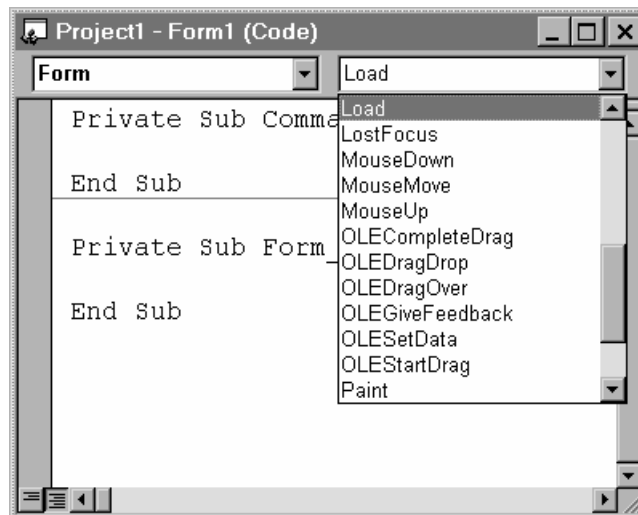 Project1 - Form1 (Code)
Form
Load
Private Sub Comma
End Sub
Private Sub Form_
End Sub
Load
LostFocus
MouseDown
MouseMove
MouseUp
OLECompleteDrag
OLEDragDrop
OLEDragOver
OLEGiveFeedback
OLESetData
OLEStartDrag
Paint